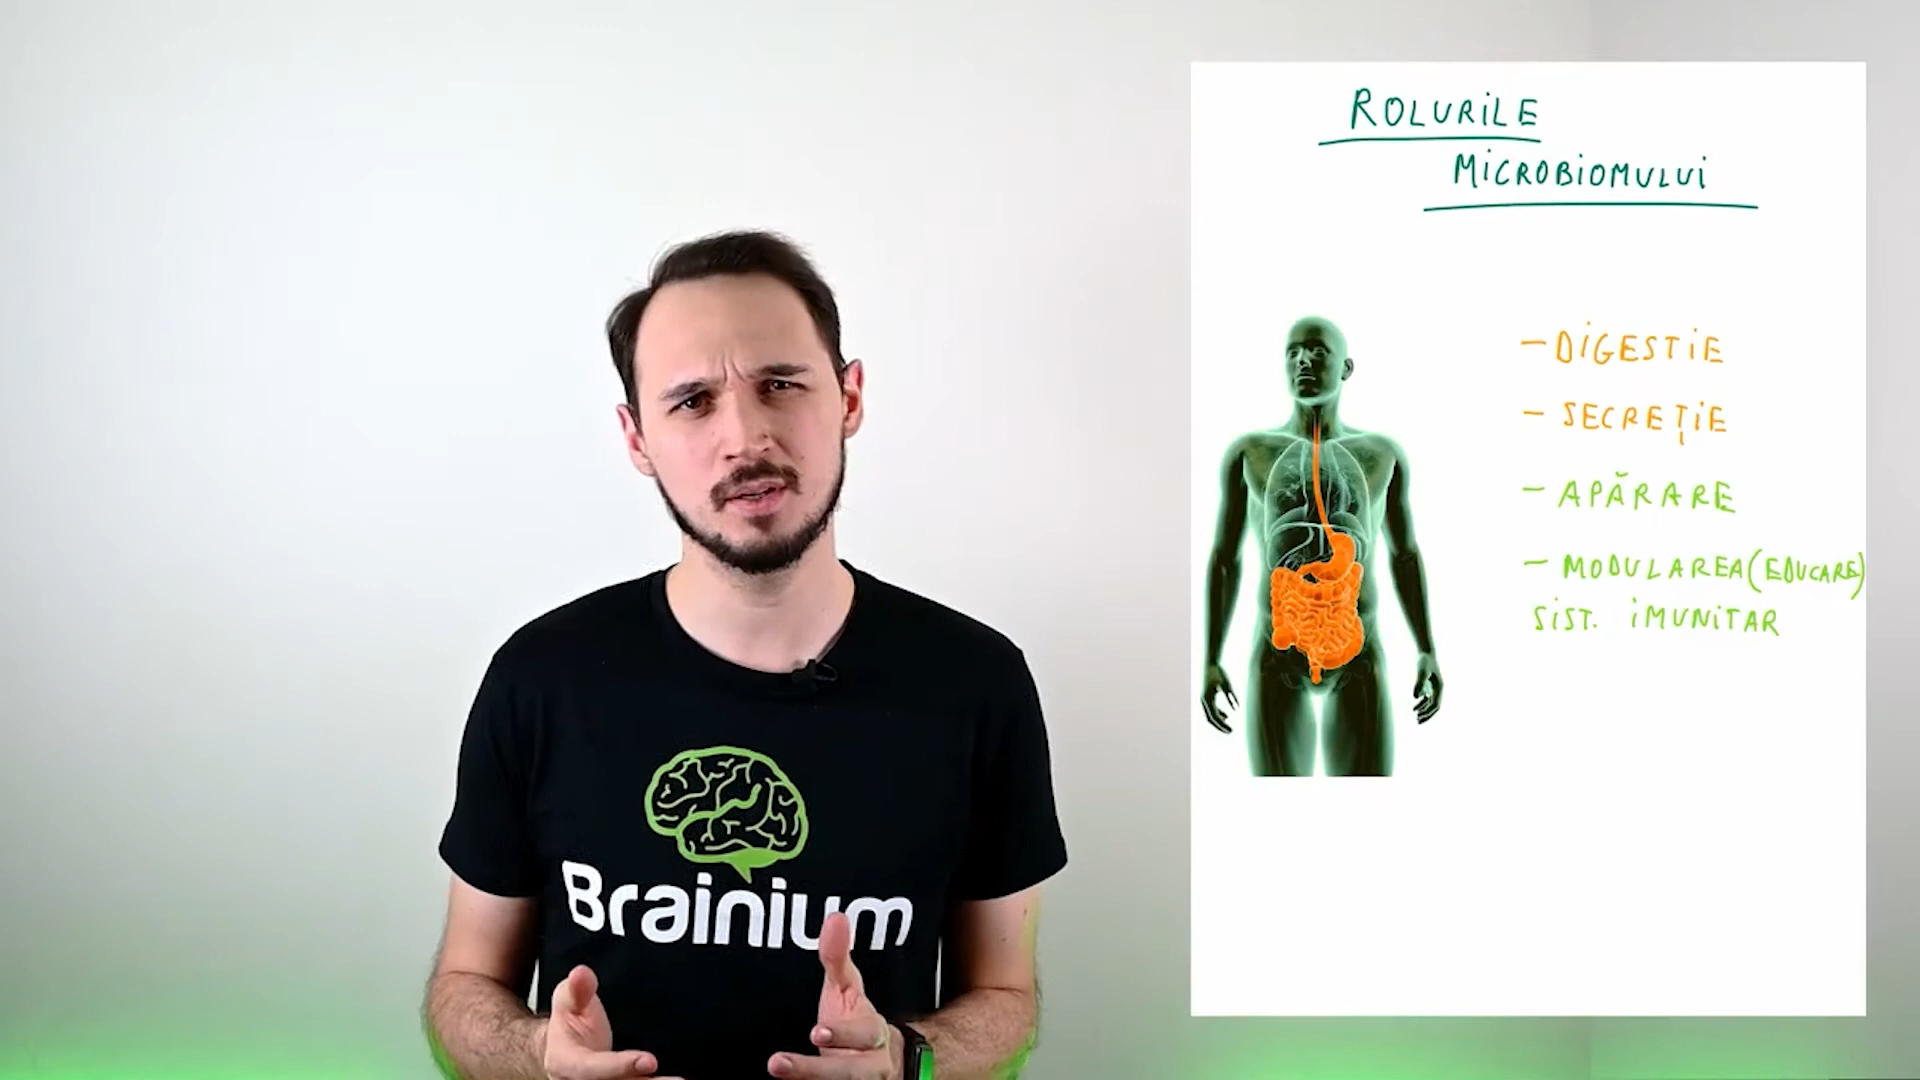 ROLURILE
MICROBIOMULUI
- DIGESTIE
- SECREȚIE
- APĂRARE
- MODULAREA (EDUCARE)
SIST. IMUNITAR
Brainium